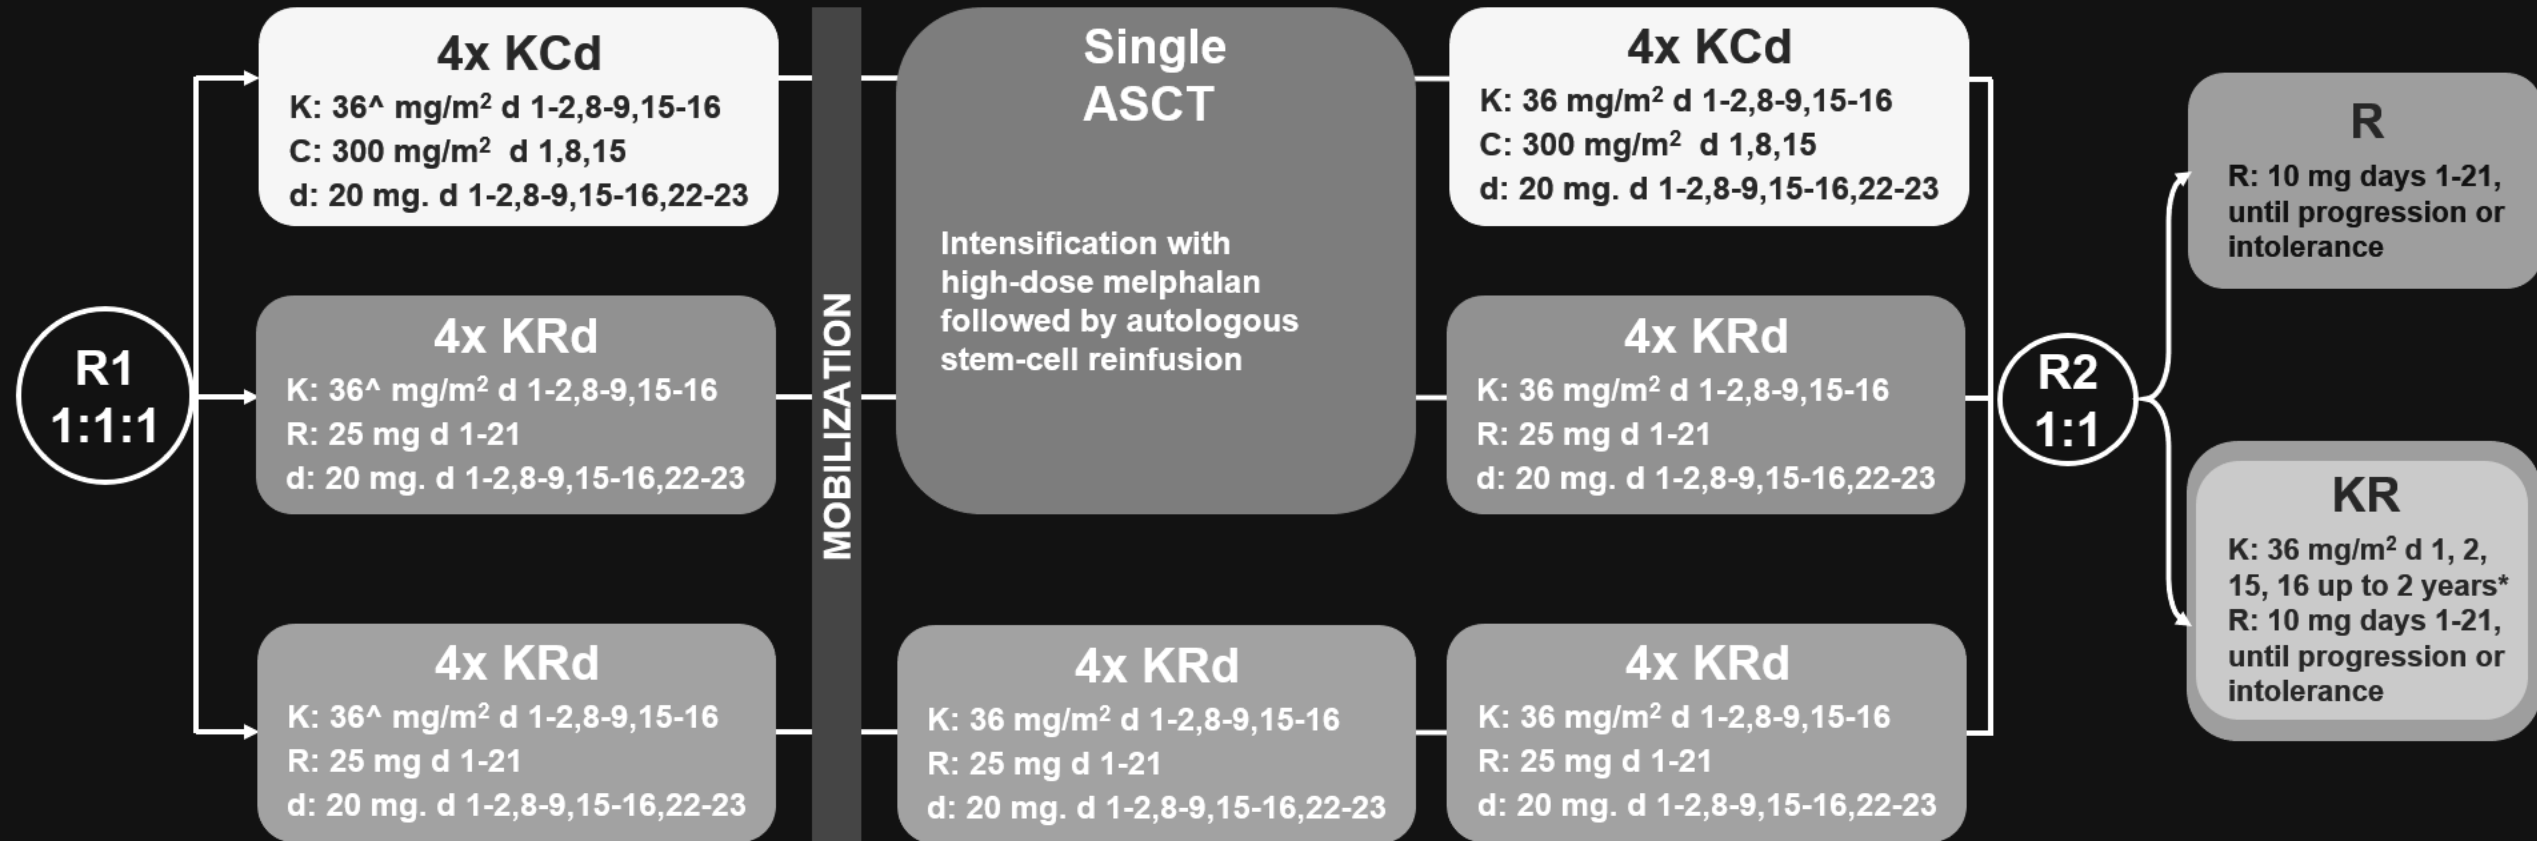 R1
1:1:1
4x KCd
K: 36^ mg/m² d 1-2,8-9,15-16
C: 300 mg/m² d 1,8,15
d: 20 mg. d 1-2,8-9,15-16,22-23
4x KRd
K: 36^ mg/m² d 1-2,8-9,15-16
R: 25 mg d 1-21
d: 20 mg. d 1-2,8-9,15-16,22-23
4x KRd
K: 36^ mg/m² d 1-2,8-9,15-16
R: 25 mg d 1-21
d: 20 mg. d 1-2,8-9,15-16,22-23
MOBILIZATION
Single
ASCT
Intensification with
high-dose melphalan
followed by autologous
stem-cell reinfusion
4x KRd
K: 36 mg/m² d 1-2,8-9,15-16
R: 25 mg d 1-21
d: 20 mg. d 1-2,8-9,15-16,22-23
4x KCd
K: 36 mg/m² d 1-2,8-9,15-16
C: 300 mg/m² d 1,8,15
d: 20 mg. d 1-2,8-9,15-16,22-23
4x KRd
K: 36 mg/m² d 1-2,8-9,15-16
R: 25 mg d 1-21
d: 20 mg. d 1-2,8-9,15-16,22-23
4x KRd
K: 36 mg/m² d 1-2,8-9,15-16
R: 25 mg d 1-21
d: 20 mg. d 1-2,8-9,15-16,22-23
R2
1:1
R
R: 10 mg days 1-21,
until progression or
intolerance
KR
K: 36 mg/m² d 1, 2,
15, 16 up to 2 years*
R: 10 mg days 1-21,
until progression or
intolerance